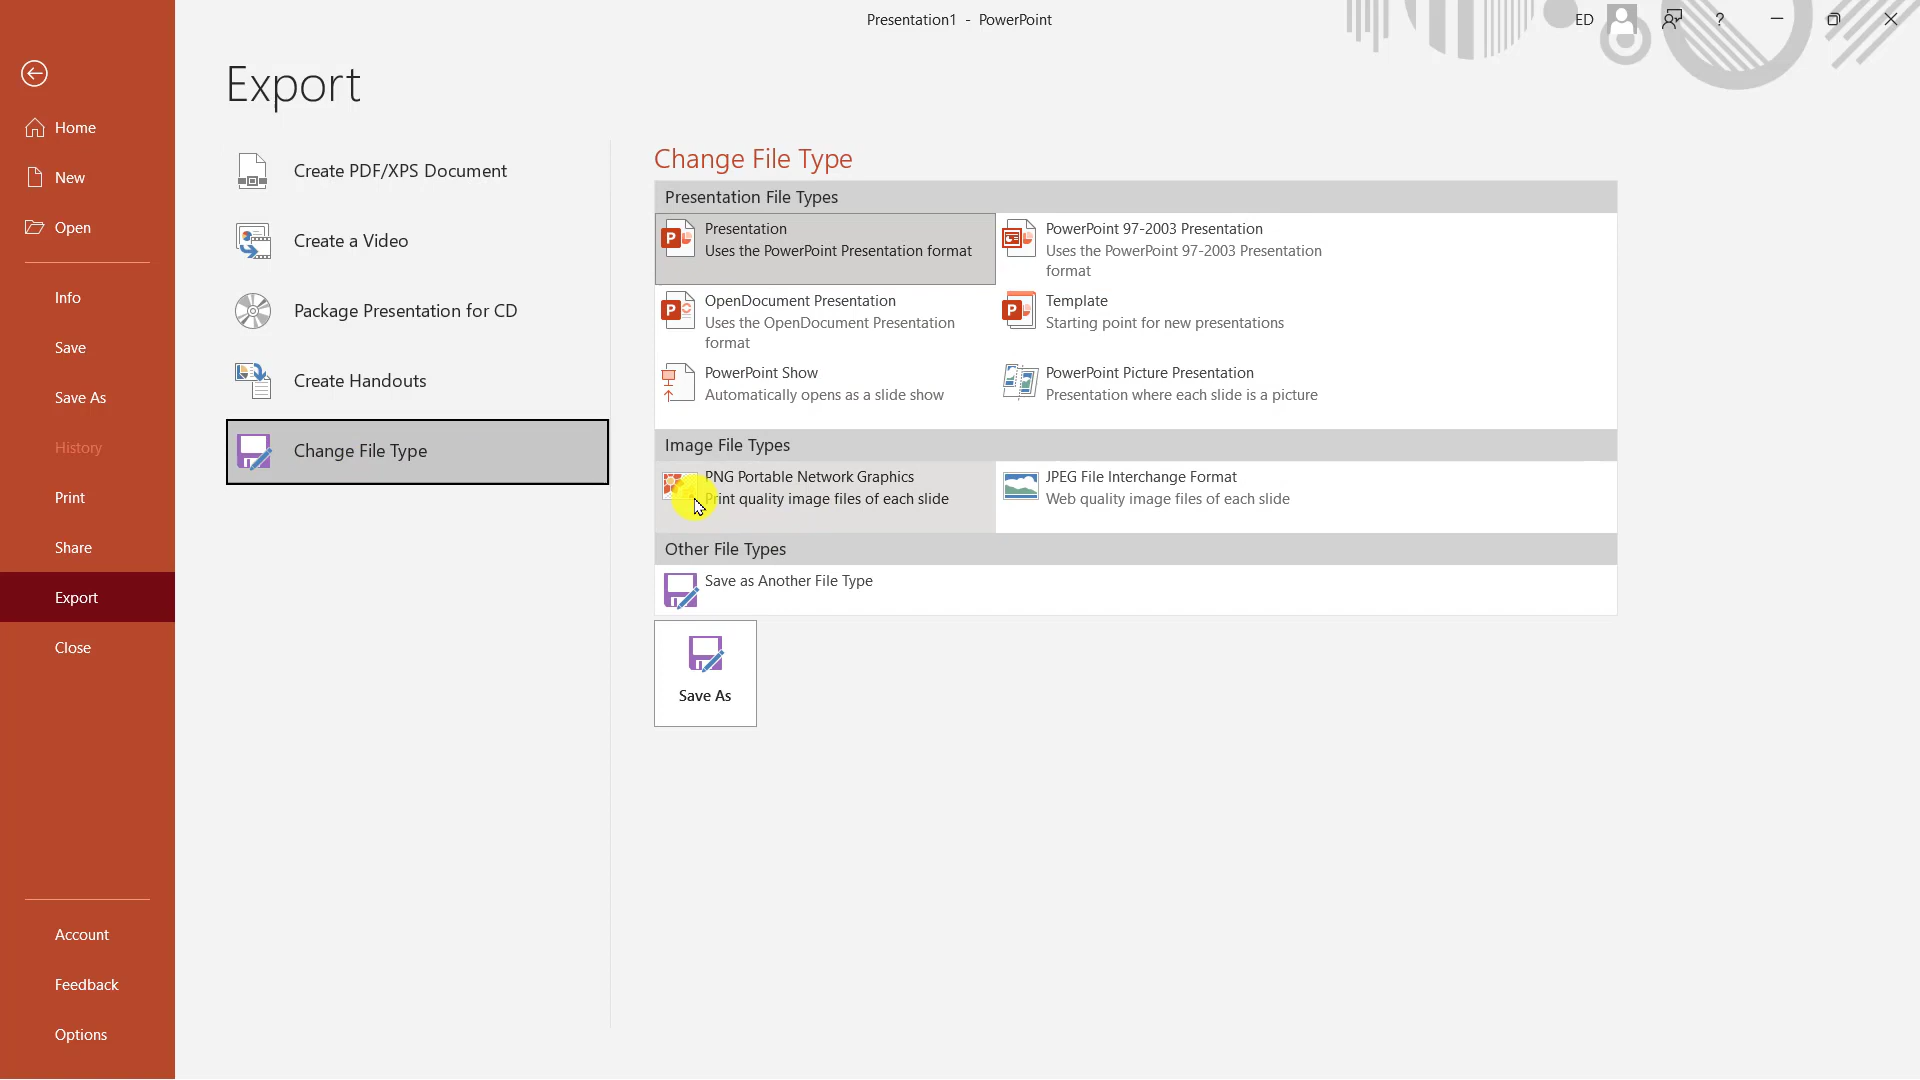 Presentation1 - PowerPoint
ED
?
Export
Home
New
Open
Info
Save
Save As
History
Print
Share
Export
Close
Account
Feedback
Options
Create PDF/XPS Document
Create a Video
Package Presentation for CD
Create Handouts
Change File Type
Change File Type
Presentation File Types
Presentation
Uses the PowerPoint Presentation format
PowerPoint 97-2003 Presentation
Uses the PowerPoint 97-2003 Presentation
format
OpenDocument Presentation
Uses the OpenDocument Presentation
format
Template
Starting point for new presentations
PowerPoint Show
Automatically opens as a slide show
PowerPoint Picture Presentation
Presentation where each slide is a picture
Image File Types
PNG Portable Network Graphics
Print quality image files of each slide
JPEG File Interchange Format
Web quality image files of each slide
Other File Types
Save as Another File Type
Save As